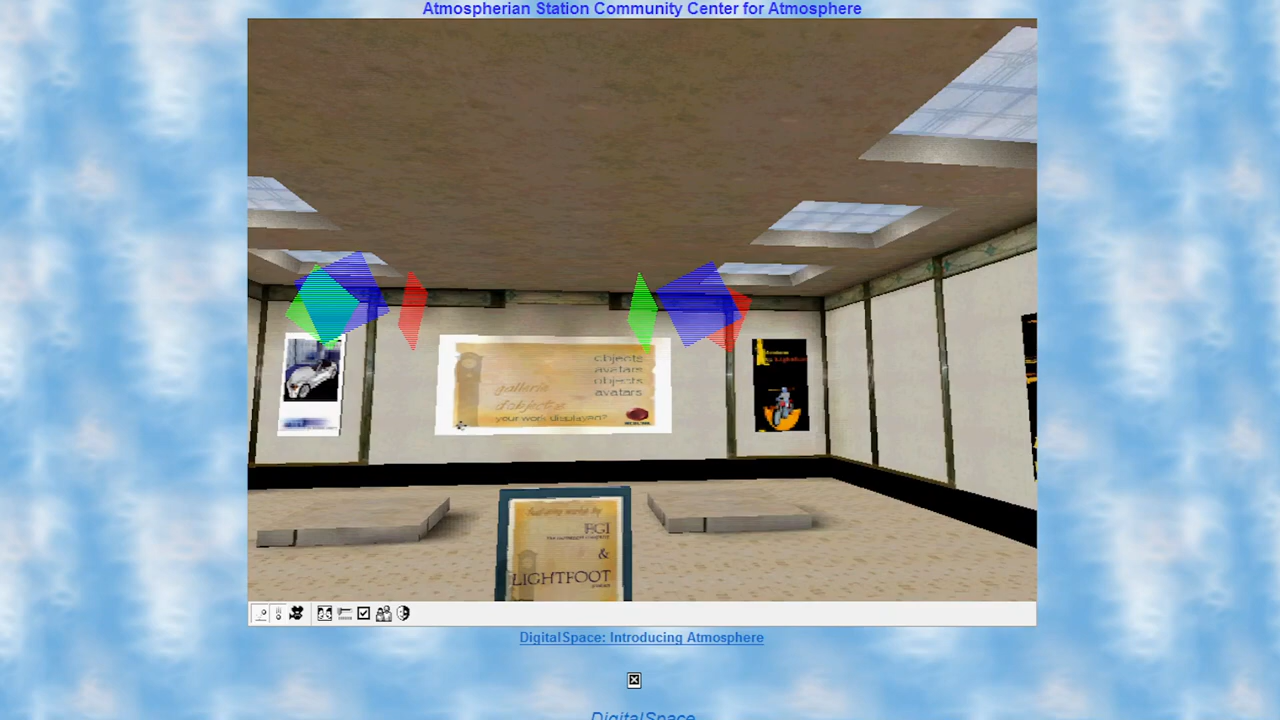 Atmospherian Station Community Center for Atmosphere
objects
avatars
objects
avatars
gallerie
d'objects
your work displayed?
featuring works by
EGI
&
LIGHTFOOT
DigitalSpace: Introducing Atmosphere
DigitalSpace